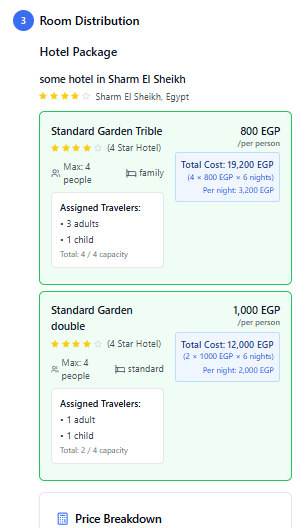 3 Room Distribution
Hotel Package
some hotel in Sharm El Sheikh
Sharm El Sheikh, Egypt
Standard Garden Trible
800 EGP
/per person
(4 Star Hotel)
Max: 4
people
family
Total Cost: 19,200 EGP
(4 × 800 EGP × 6 nights)
Per night: 3,200 EGP
Assigned Travelers:
• 3 adults
• 1 child
Total: 4 / 4 capacity
Standard Garden
double
1,000 EGP
/per person
(4 Star Hotel)
Max: 4
people
standard
Total Cost: 12,000 EGP
(2 × 1000 EGP × 6 nights)
Per night: 2,000 EGP
Assigned Travelers:
• 1 adult
• 1 child
Total: 2 / 4 capacity
Price Breakdown